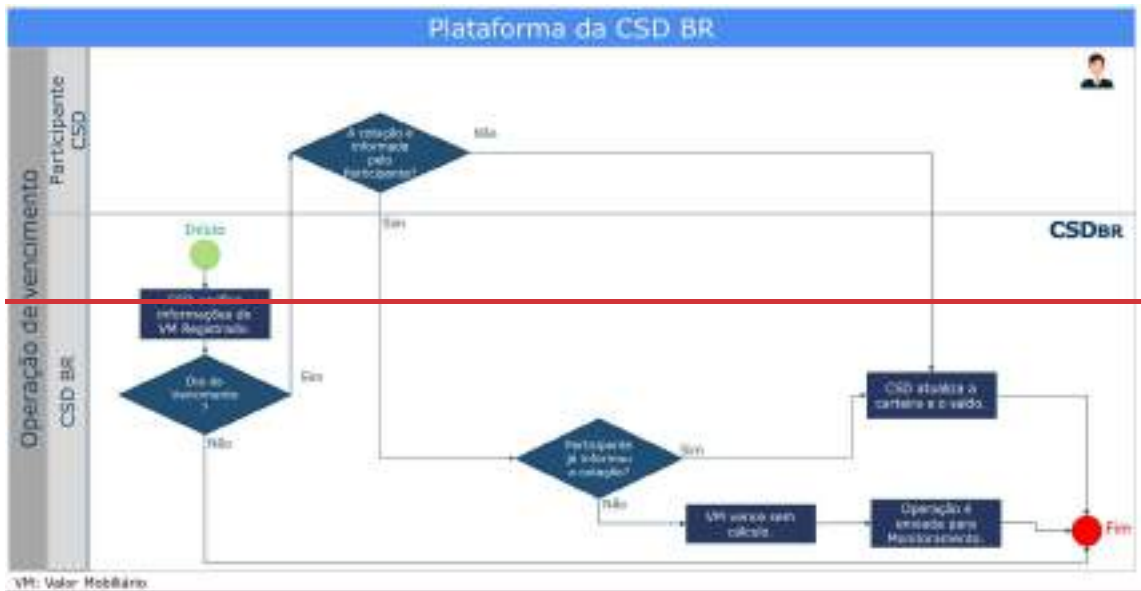 Plataforma da CSD BR
Operação de vencimento
Participante
CSD
CSD BR
A cotação é
informada
pelo
Participante?
Não
Sim
CSDBR
Início
informações do
VM Registrado.
Dia do
Vencimento
?
Sim
Não
Participante
já informou
a cotação?
Sim
Não
CSD atualiza a
carteira e o saldo.
VM vence sem
cálculo.
Operação é
enviada para
Monitoramento.
Fim
VM: Valor Mobiliário